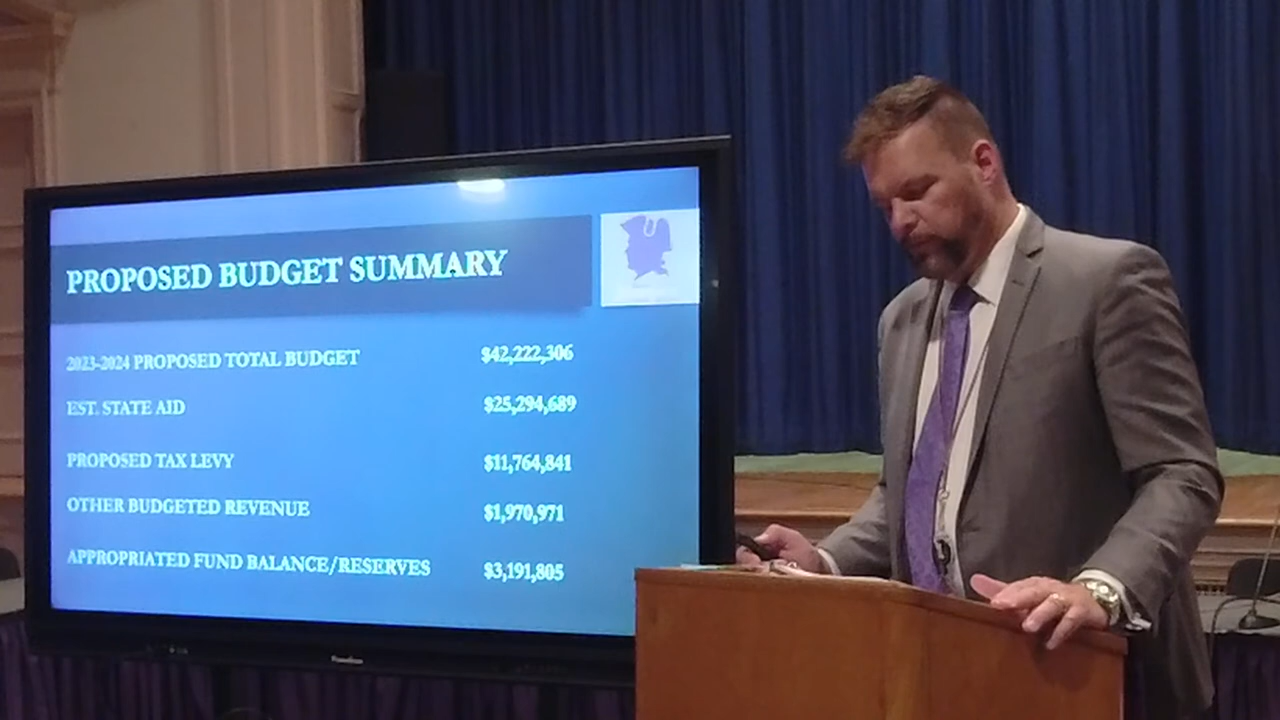 PROPOSED BUDGET SUMMARY
2023-2024 PROPOSED TOTAL BUDGET $42,222,306
EST. STATE AID $25,294,689
PROPOSED TAX LEVY $11,764,841
OTHER BUDGETED REVENUE $1,970,971
APPROPRIATED FUND BALANCE/RESERVES $3,191,805